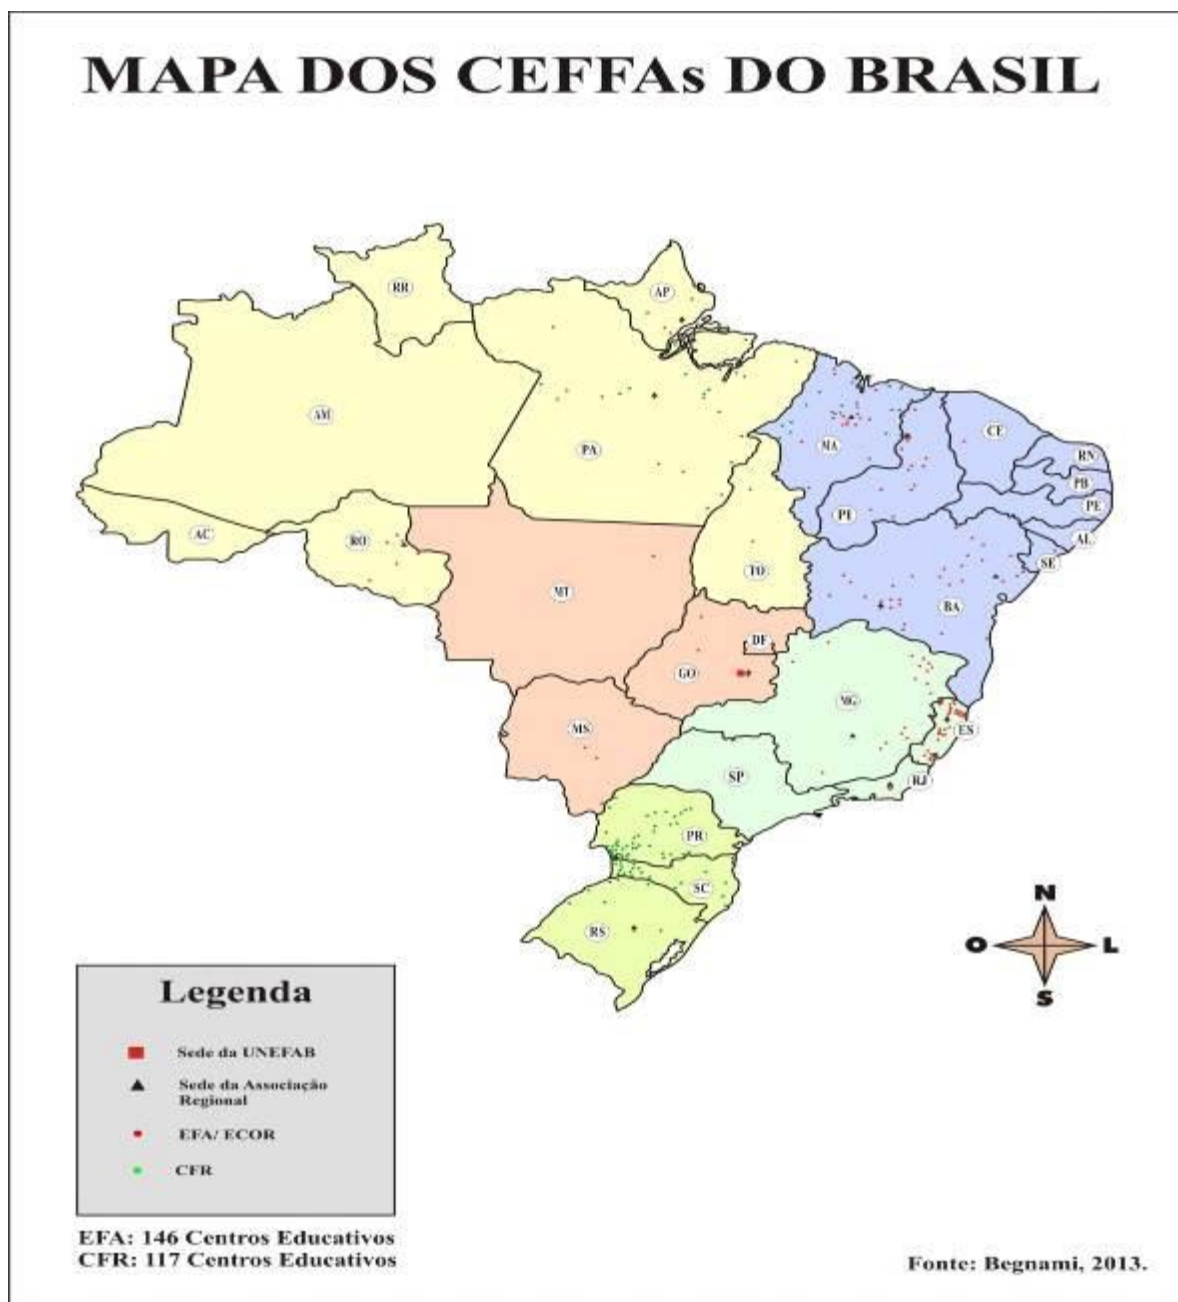 MAPA DOS CEFFAs DO BRASIL
RR
AP
AM
PA
MA
CE
RN
PB
PE
PI
AL
SE
AC
RO
TO
MT
BA
DF
GO
MG
MS
ES
SP
RJ
PR
SC
RS
N
O
L
S
Legenda
Sede da UNEFAB
Sede da Associação
Regional
EFA/ ECOR
CFR
EFA: 146 Centros Educativos
CFR: 117 Centros Educativos
Fonte: Begnami, 2013.